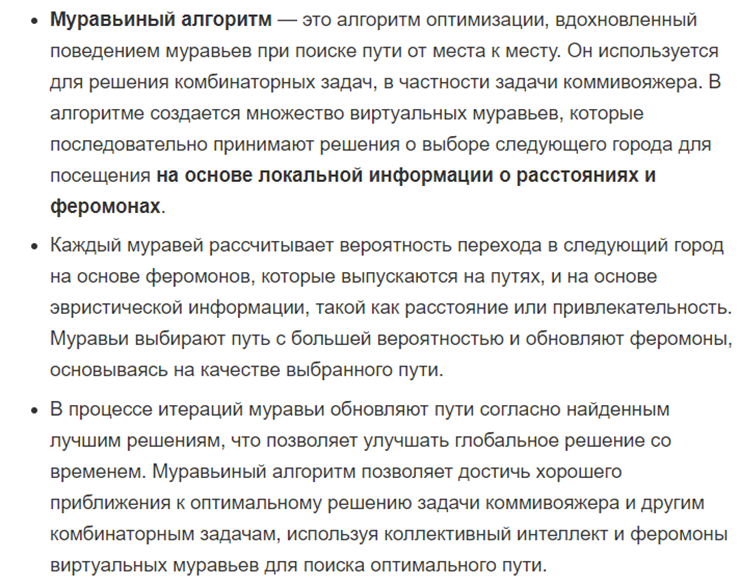 • Муравьиный алгоритм — это алгоритм оптимизации, вдохновленный
поведением муравьев при поиске пути от места к месту. Он используется
для решения комбинаторных задач, в частности задачи коммивояжера. В
алгоритме создается множество виртуальных муравьев, которые
последовательно принимают решения о выборе следующего города для
посещения на основе локальной информации о расстояниях и
феромонах.
• Каждый муравей рассчитывает вероятность перехода в следующий город
на основе феромонов, которые выпускаются на путях, и на основе
эвристической информации, такой как расстояние или привлекательность.
Муравьи выбирают путь с большей вероятностью и обновляют феромоны,
основываясь на качестве выбранного пути.
• В процессе итераций муравьи обновляют пути согласно найденным
лучшим решениям, что позволяет улучшать глобальное решение со
временем. Муравьиный алгоритм позволяет достичь хорошего
приближения к оптимальному решению задачи коммивояжера и другим
комбинаторным задачам, используя коллективный интеллект и феромоны
виртуальных муравьев для поиска оптимального пути.